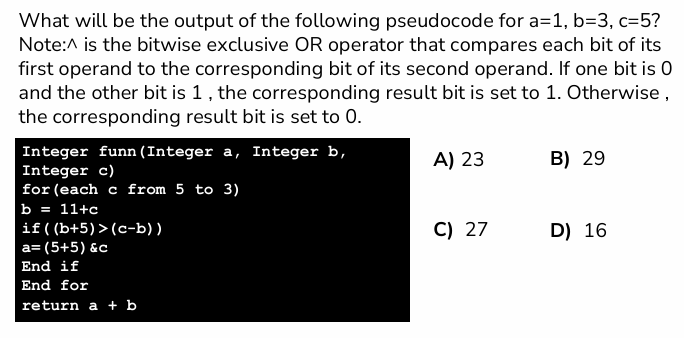 What will be the output of the following pseudocode for a=1, b=3, c=5?
Note:^ is the bitwise exclusive OR operator that compares each bit of its
first operand to the corresponding bit of its second operand. If one bit is 0
and the other bit is 1 , the corresponding result bit is set to 1. Otherwise ,
the corresponding result bit is set to 0.
Integer funn(Integer a, Integer b,
Integer c)
for(each c from 5 to 3)
b = 11+c
if((b+5)>(c-b))
a=(5+5)&c
End if
End for
return a + b
A) 23
B) 29
C) 27
D) 16